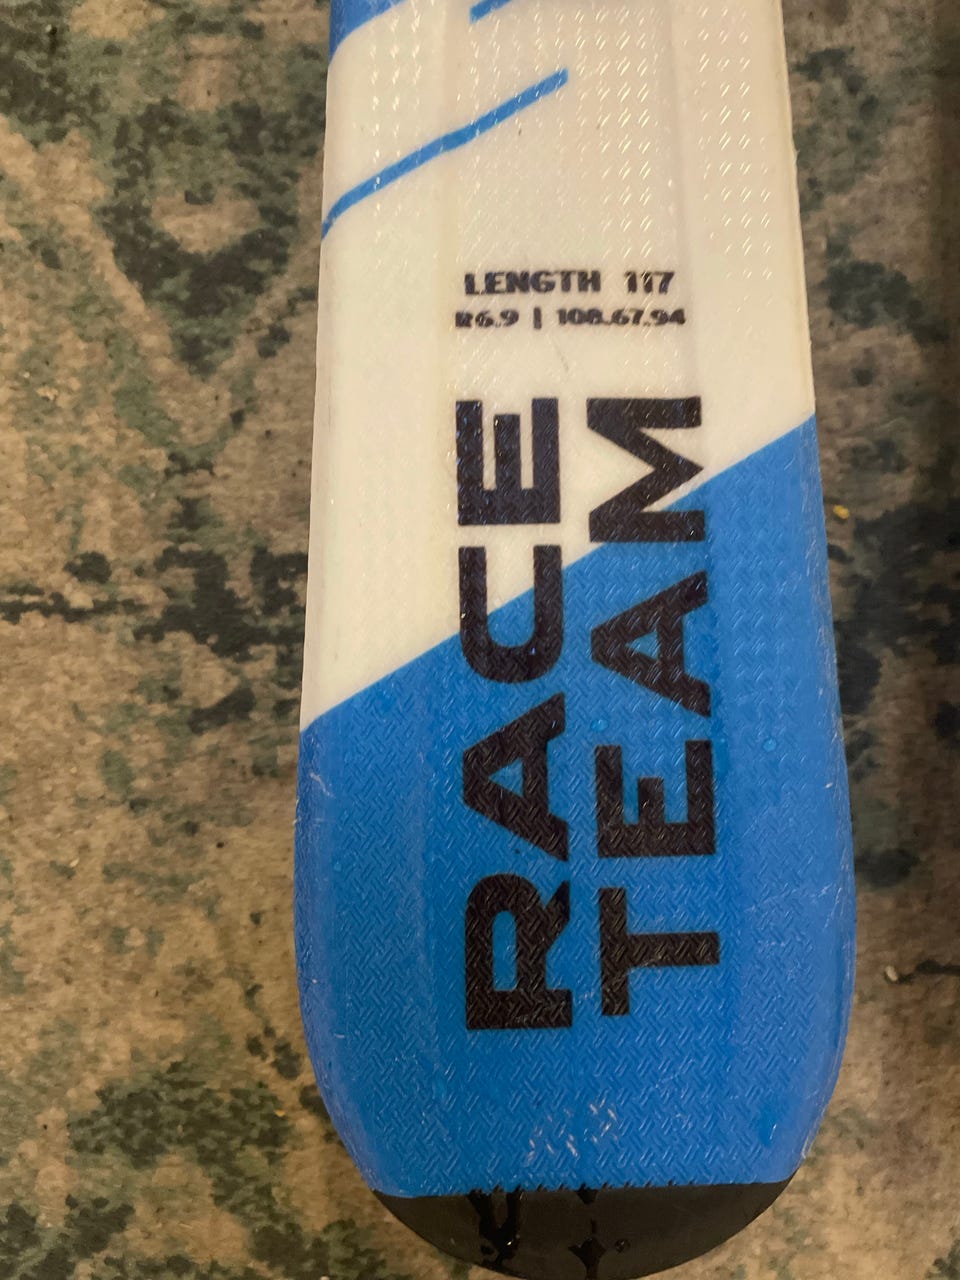 LENGTH 117
R6.9 | 108.67.94
RACE
TEAM